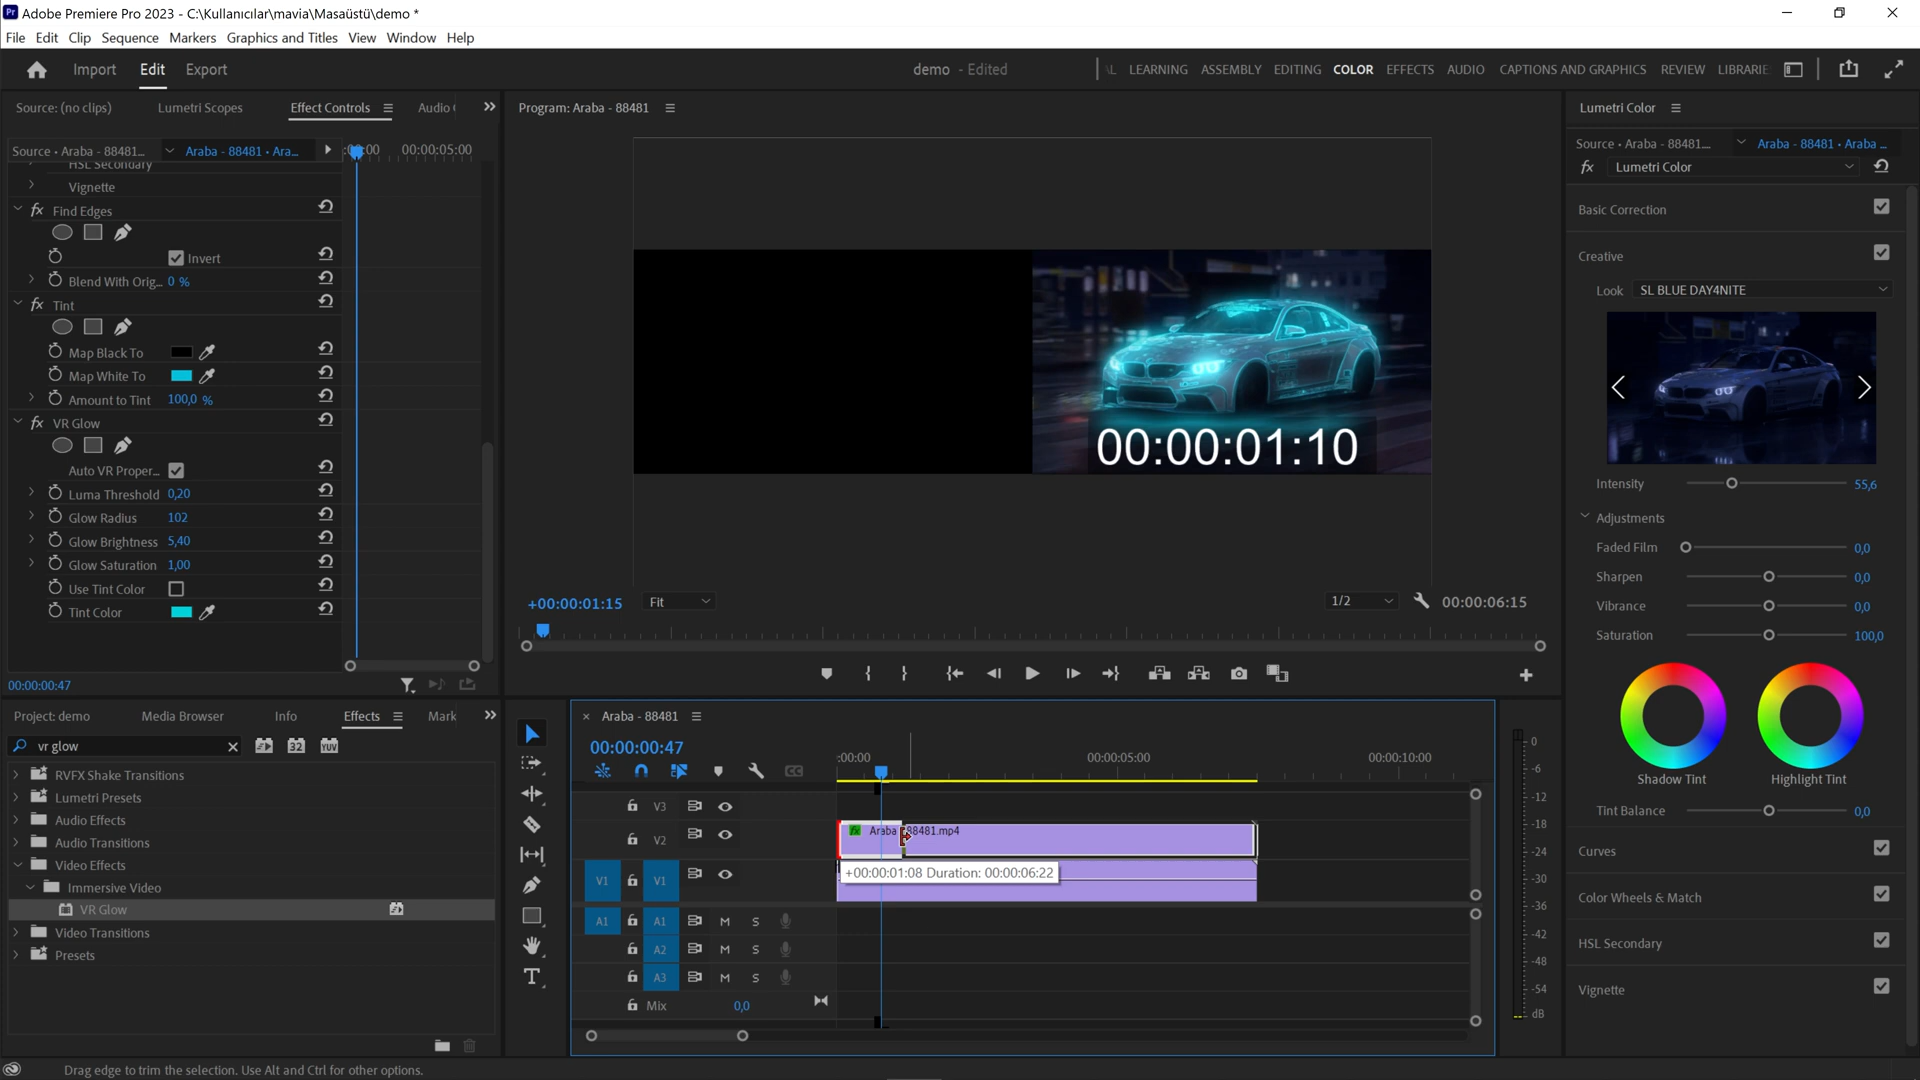 Adobe Premiere Pro 2023 - C:\Kullanıcılar\mavia\Masaüstü\demo *
File Edit Clip Sequence Markers Graphics and Titles View Window Help
Import Edit Export
demo - Edited
LEARNING ASSEMBLY EDITING COLOR EFFECTS AUDIO CAPTIONS AND GRAPHICS REVIEW LIBRARIE
Source: (no clips) Lumetri Scopes Effect Controls Audio
Source • Araba - 88481... Araba - 88481 • Ara...
:00 00:00:05:00
HSL Secondary
Vignette
fx Find Edges
Invert
Blend With Orig... 0 %
fx Tint
Map Black To
Map White To
Amount to Tint 100,0 %
fx VR Glow
Auto VR Proper...
Luma Threshold 0,20
Glow Radius 102
Glow Brightness 5,40
Glow Saturation 1,00
Use Tint Color
Tint Color
00:00:00:47
Program: Araba - 88481
00:00:01:10
+00:00:01:15 Fit 1/2 00:00:06:15
Lumetri Color
Source • Araba - 88481... Araba - 88481 • Araba ...
fx Lumetri Color
Basic Correction
Creative
Look SL BLUE DAY4NITE
Intensity 55,6
Adjustments
Faded Film 0,0
Sharpen 0,0
Vibrance 0,0
Saturation 100,0
Shadow Tint Highlight Tint
Tint Balance 0,0
Curves
Color Wheels & Match
HSL Secondary
Vignette
Project: demo Media Browser Info Effects Mark
vr glow
32 YUV
RVFX Shake Transitions
Lumetri Presets
Audio Effects
Audio Transitions
Video Effects
Immersive Video
VR Glow
Video Transitions
Presets
Araba - 88481
00:00:00:47
:00:00 00:00:05:00 00:00:10:00
CC
V3
V2
fx Araba 88481.mp4
V1 V1
+00:00:01:08 Duration: 00:00:06:22
A1 A1 M S
A2 M S
A3 M S
Mix 0,0
0
-6
-12
-18
-24
-30
-36
-42
-48
-54
dB
Drag edge to trim the selection. Use Alt and Ctrl for other options.